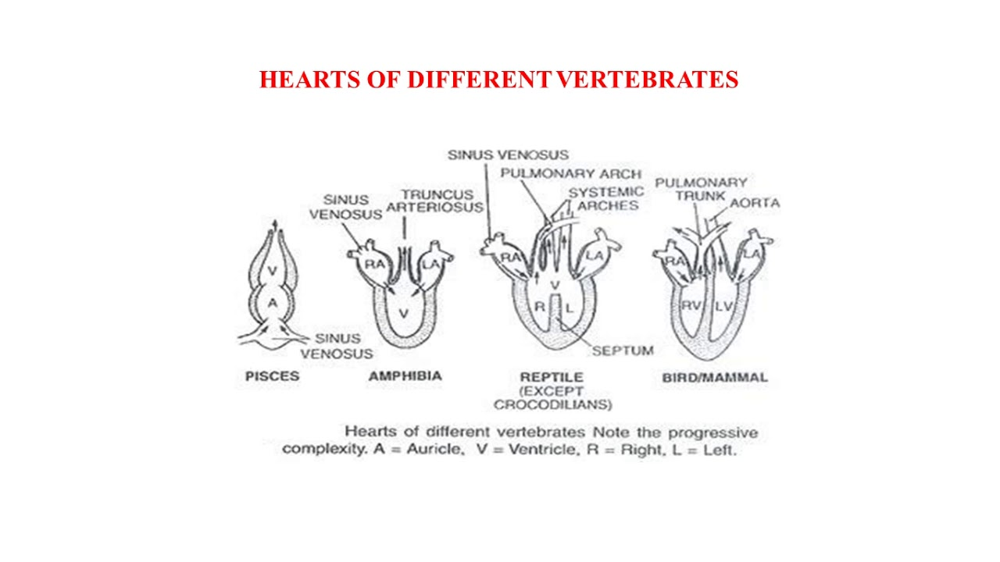 HEARTS OF DIFFERENT VERTEBRATES
SINUS VENOSUS
PULMONARY ARCH
SYSTEMIC
ARCHES
PULMONARY
TRUNK
AORTA
SINUS
VENOSUS
TRUNCUS
ARTERIOSUS
V
A
SINUS
VENOSUS
RA
LA
V
RA
LA
V
R
L
SEPTUM
RA
LA
RV
LV
PISCES
AMPHIBIA
REPTILE
(EXCEPT
CROCODILIANS)
BIRD/MAMMAL
Hearts of different vertebrates Note the progressive
complexity. A = Auricle, V = Ventricle, R = Right, L = Left.